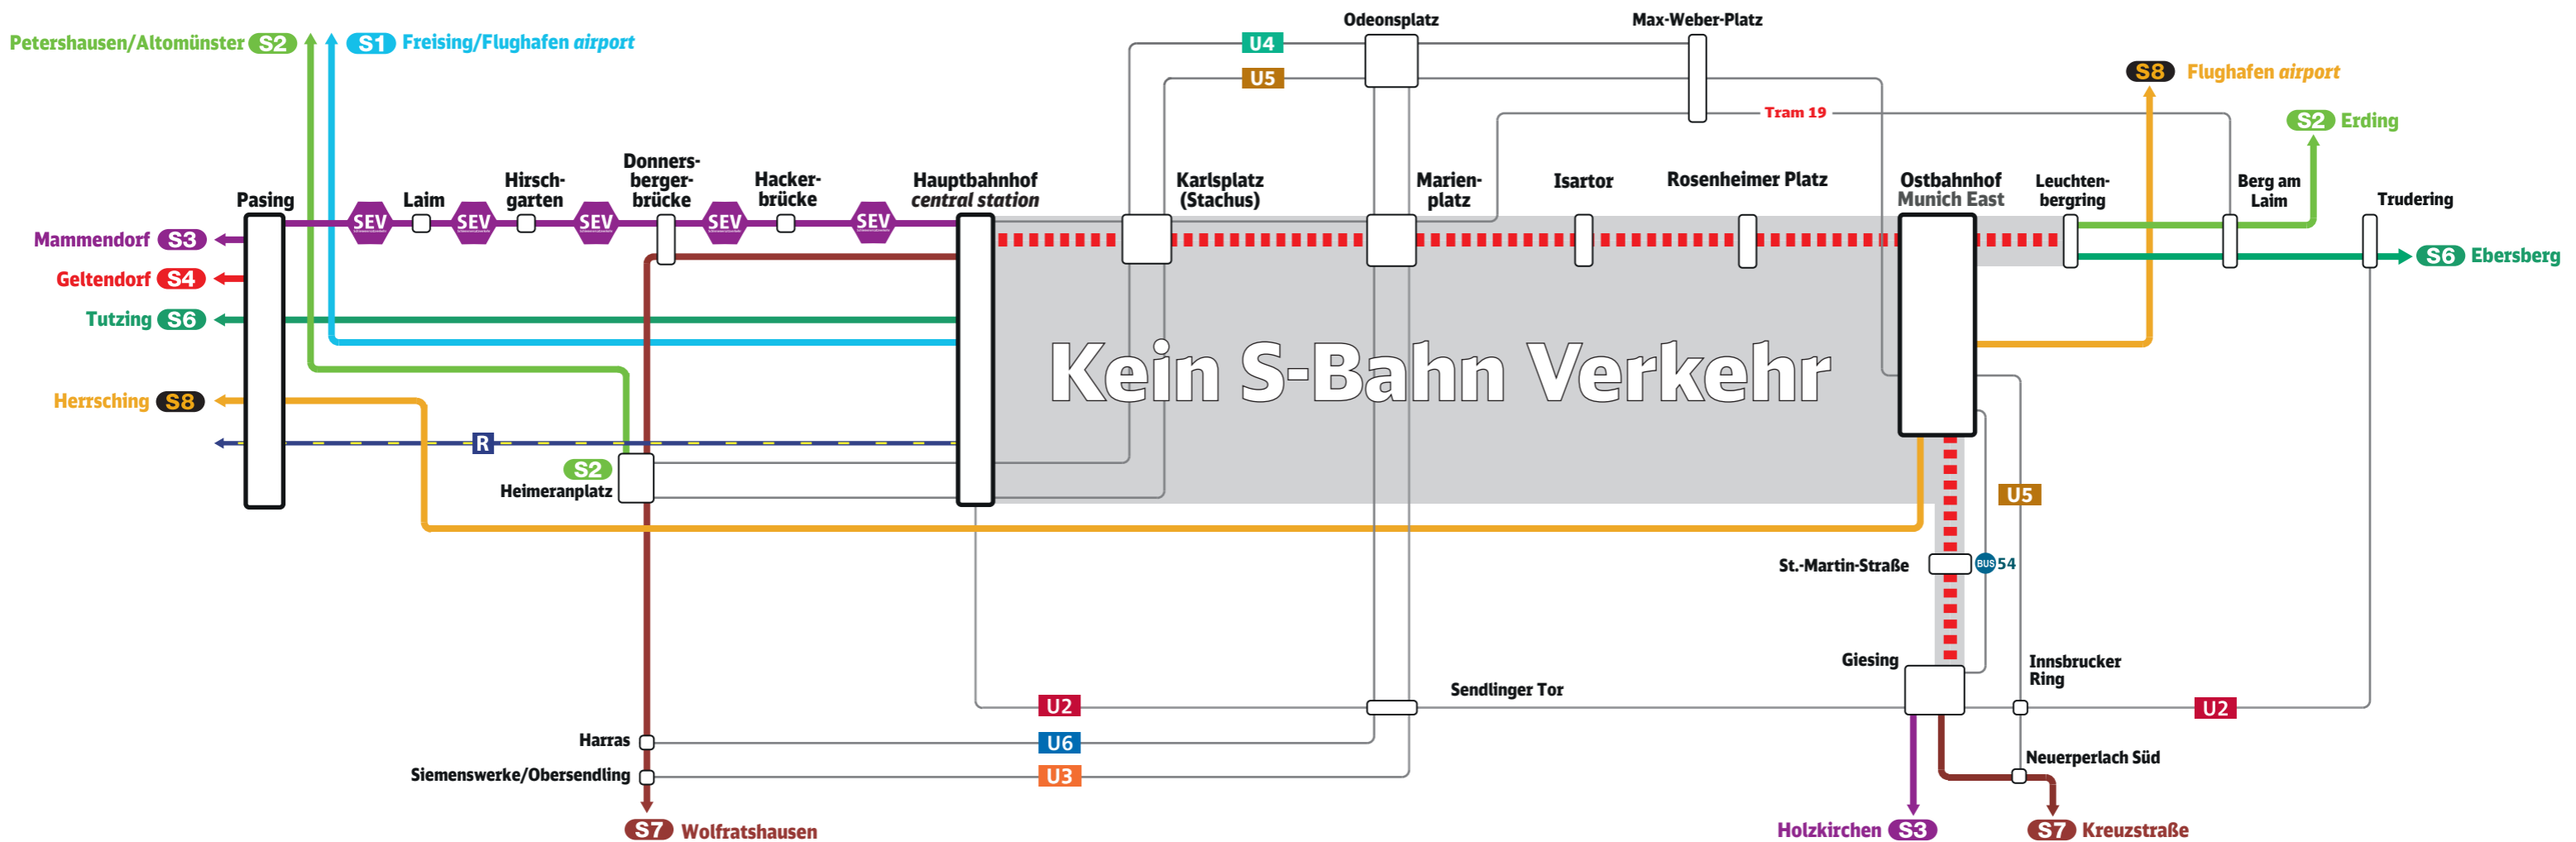 Odeonsplatz
Max-Weber-Platz
Petershausen/Altomünster S2
S1 Freising/Flughafen airport
U4
U5
S8 Flughafen airport
Tram 19
S2 Erding
Pasing
SEV
Laim
SEV
Hirsch-
garten
SEV
Donners-
berger-
brücke
SEV
Hacker-
brücke
SEV
Hauptbahnhof
central station
Karlsplatz
(Stachus)
Marien-
platz
Isartor
Rosenheimer Platz
Ostbahnhof
Munich East
Leuchten-
bergring
Berg am
Laim
Trudering
Mammendorf S3
S6 Ebersberg
Geltendorf S4
Tutzing S6
Kein S-Bahn Verkehr
Herrsching S8
R
S2
Heimeranplatz
U5
St.-Martin-Straße
BUS 54
Giesing
Innsbrucker
Ring
Sendlinger Tor
U2
U2
Harras
U6
Neuerperlach Süd
Siemenswerke/Obersendling
U3
S7 Wolfratshausen
Holzkirchen S3
S7 Kreuzstraße